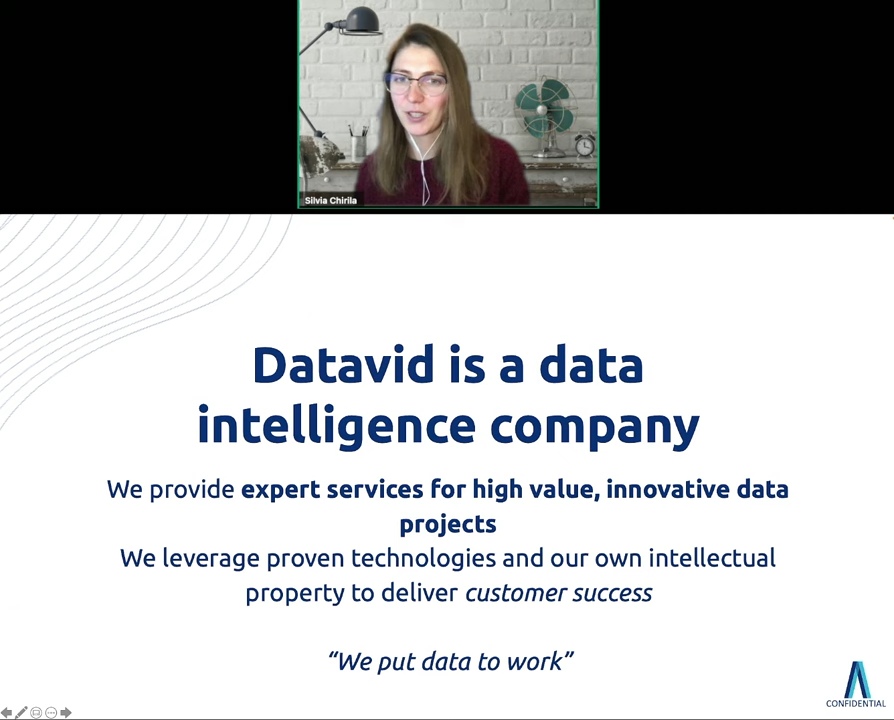 Silvia Chirila
Datavid is a data
intelligence company
We provide expert services for high value, innovative data
projects
We leverage proven technologies and our own intellectual
property to deliver customer success
“We put data to work”
CONFIDENTIAL